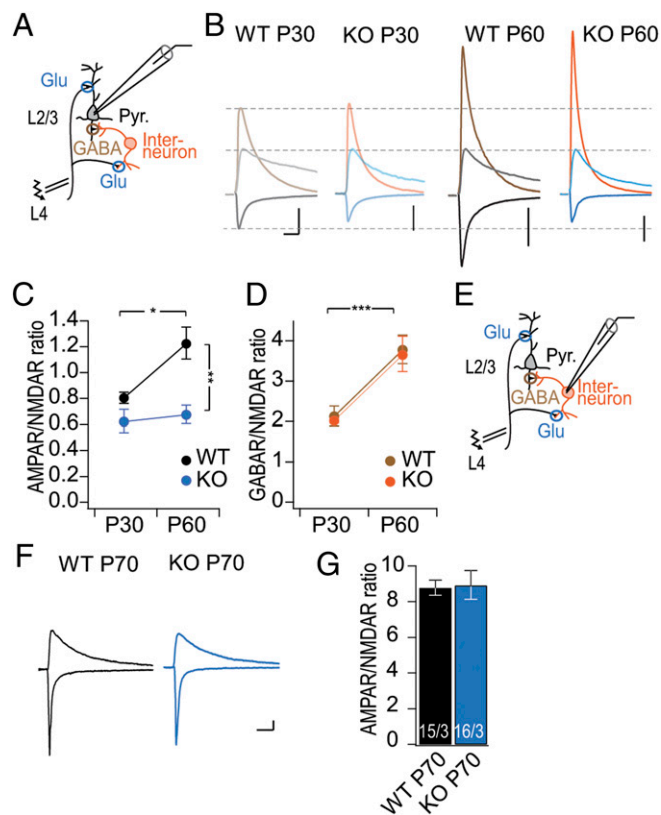 A
Glu
L2/3
Pyr.
GABA
Inter-
neuron
Glu
L4
B
WT P30
KO P30
WT P60
KO P60
C
AMPAR/NMDAR ratio
1.4
1.2
1.0
0.8
0.6
0.4
0.2
0.0
*
**
WT
KO
P30
P60
D
GABAR/NMDAR ratio
4
3
2
1
0
***
WT
KO
P30
P60
E
Glu
Pyr.
L2/3
GABA
Inter-
neuron
Glu
L4
F
WT P70
KO P70
G
AMPAR/NMDAR ratio
10
8
6
4
2
0
15/3
16/3
WT P70
KO P70